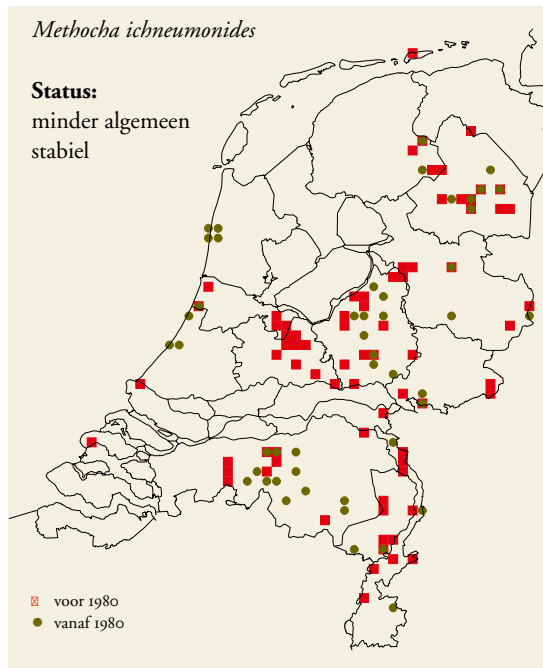 Methocha ichneumonides
Status:
minder algemeen
stabiel
voor 1980
vanaf 1980